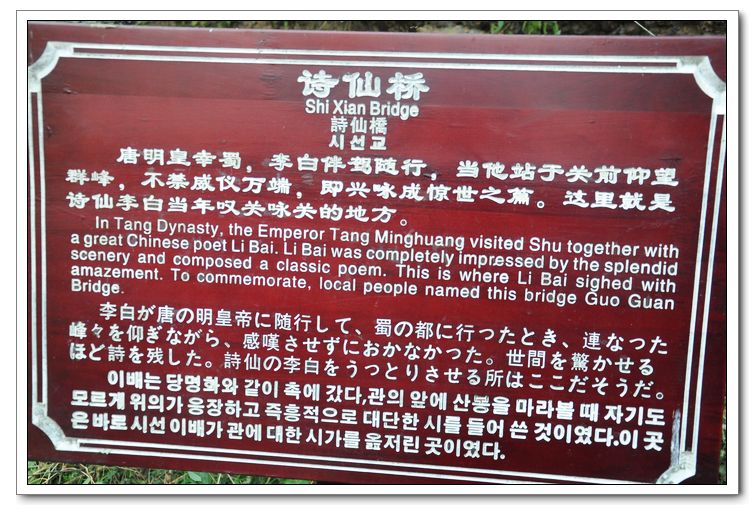 诗仙桥
Shi Xian Bridge
詩仙橋
시선교
唐明皇幸蜀，李白伴驾随行，当他站于关前仰望
群峰，不禁威仪万端，即兴咏成惊世之篇。这里就是
诗仙李白当年叹关咏关的地方。
In Tang Dynasty, the Emperor Tang Minghuang visited Shu together with
a great Chinese poet Li Bai. Li Bai was completely impressed by the splendid
scenery and composed a classic poem. This is where Li Bai sighed with
amazement. To commemorate, local people named this bridge Guo Guan
Bridge.
李白が唐の明皇帝に随行して、蜀の都に行ったとき、連なった
峰々を仰ぎながら、感嘆させずにおかなかった。世間を驚かせる
ほど詩を残した。詩仙の李白をうっとりさせる所はここだそうだ。
이배는 당명화와 같이 촉에 갔다,관의 앞에 산봉을 마라볼 때 자기도
모르게 위의가 웅장하고 즉흥적으로 대단한 시를 들어 쓴 것이였다.이 곳
은 바로 시선 이배가 관에 대한 시가를 읊저린 곳이였다.